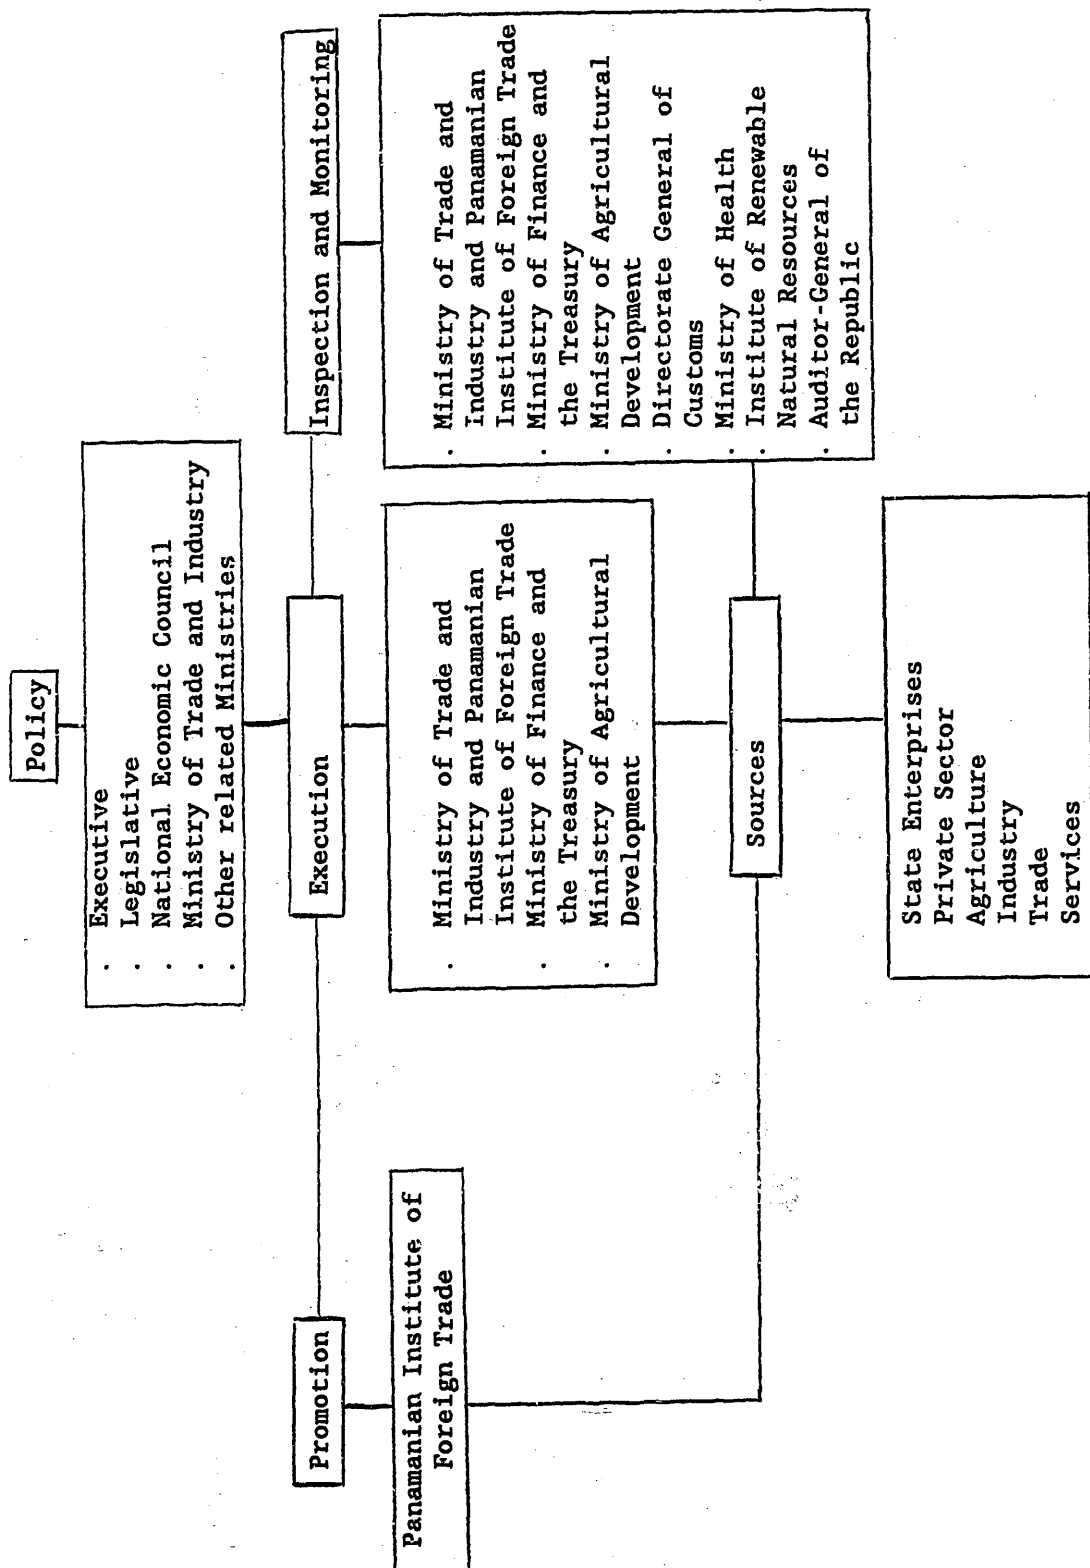 Policy
. Executive
. Legislative
. National Economic Council
. Ministry of Trade and Industry
. Other related Ministries
Promotion
Execution
Inspection and Monitoring
Panamanian Institute of
Foreign Trade
. Ministry of Trade and
Industry and Panamanian
Institute of Foreign Trade
. Ministry of Finance and
the Treasury
. Ministry of Agricultural
Development
. Ministry of Trade and
Industry and Panamanian
Institute of Foreign Trade
. Ministry of Finance and
the Treasury
. Ministry of Agricultural
Development
. Directorate General of
Customs
. Ministry of Health
. Institute of Renewable
Natural Resources
. Auditor-General of
the Republic
Sources
State Enterprises
Private Sector
Agriculture
Industry
Trade
Services